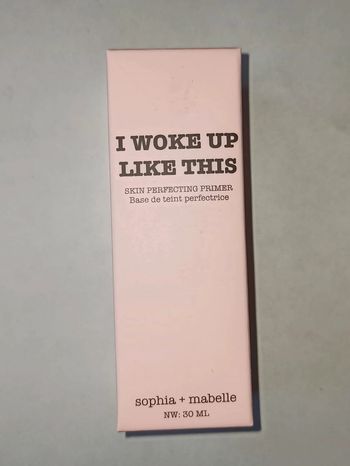 I WOKE UP
LIKE THIS
SKIN PERFECTING PRIMER
Base de teint perfectrice
sophia + mabelle
NW: 30 ML